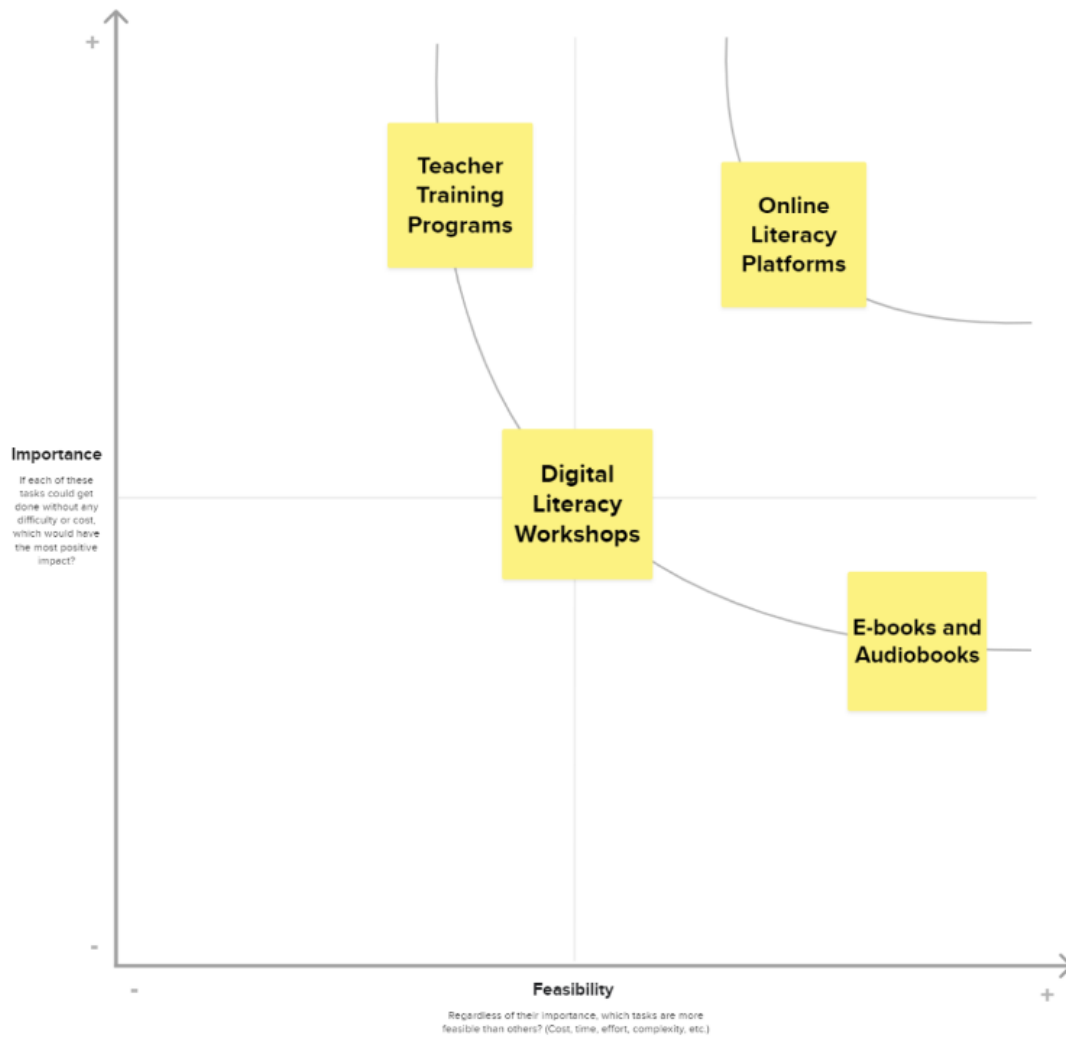 +
Teacher
Training
Programs
Online
Literacy
Platforms
Importance
If each of these
tasks could get
done without any
difficulty or cost,
which would have
the most positive
impact?
Digital
Literacy
Workshops
E-books and
Audiobooks
-
-
Feasibility
+
Regardless of their importance, which tasks are more
feasible than others? (Cost, time, effort, complexity, etc.)